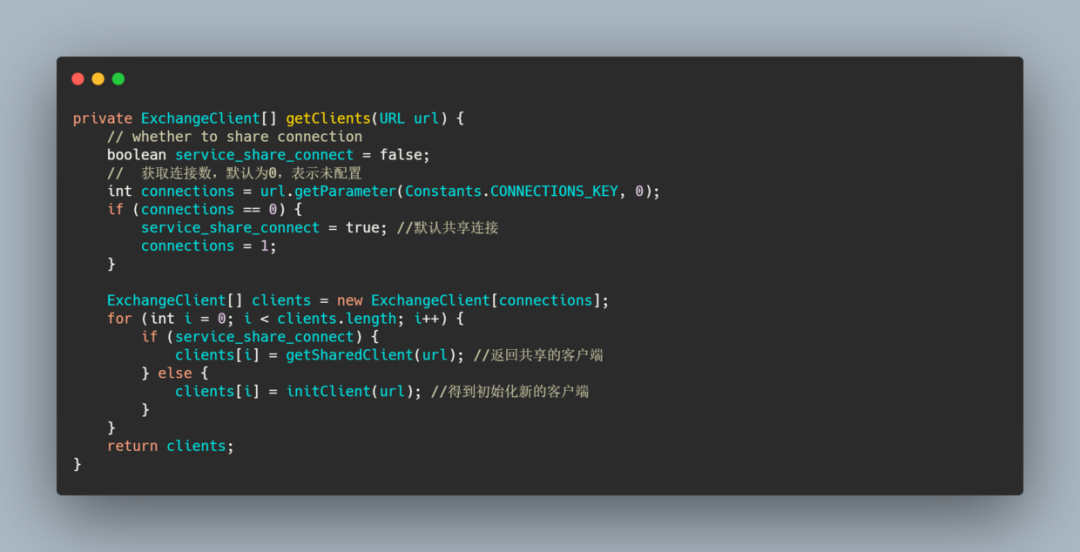 private ExchangeClient[] getClients(URL url) {
    // whether to share connection
    boolean service_share_connect = false;
    //  获取连接数，默认为0，表示未配置
    int connections = url.getParameter(Constants.CONNECTIONS_KEY, 0);
    if (connections == 0) {
        service_share_connect = true; //默认共享连接
        connections = 1;
    }

    ExchangeClient[] clients = new ExchangeClient[connections];
    for (int i = 0; i < clients.length; i++) {
        if (service_share_connect) {
            clients[i] = getSharedClient(url); //返回共享的客户端
        } else {
            clients[i] = initClient(url); //得到初始化新的客户端
        }
    }
    return clients;
}